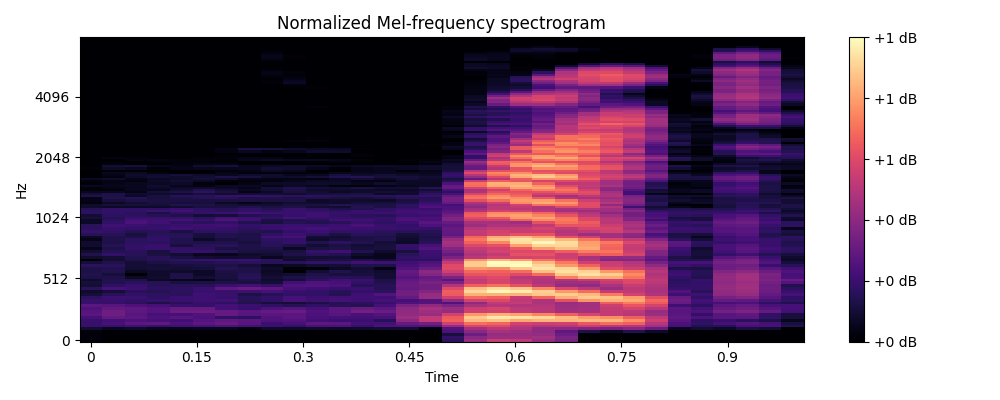 Normalized Mel-frequency spectrogram
+1 dB
4096
+1 dB
2048
+1 dB
Hz
1024
+0 dB
512
+0 dB
0
+0 dB
0 0.15 0.3 0.45 0.6 0.75 0.9
Time